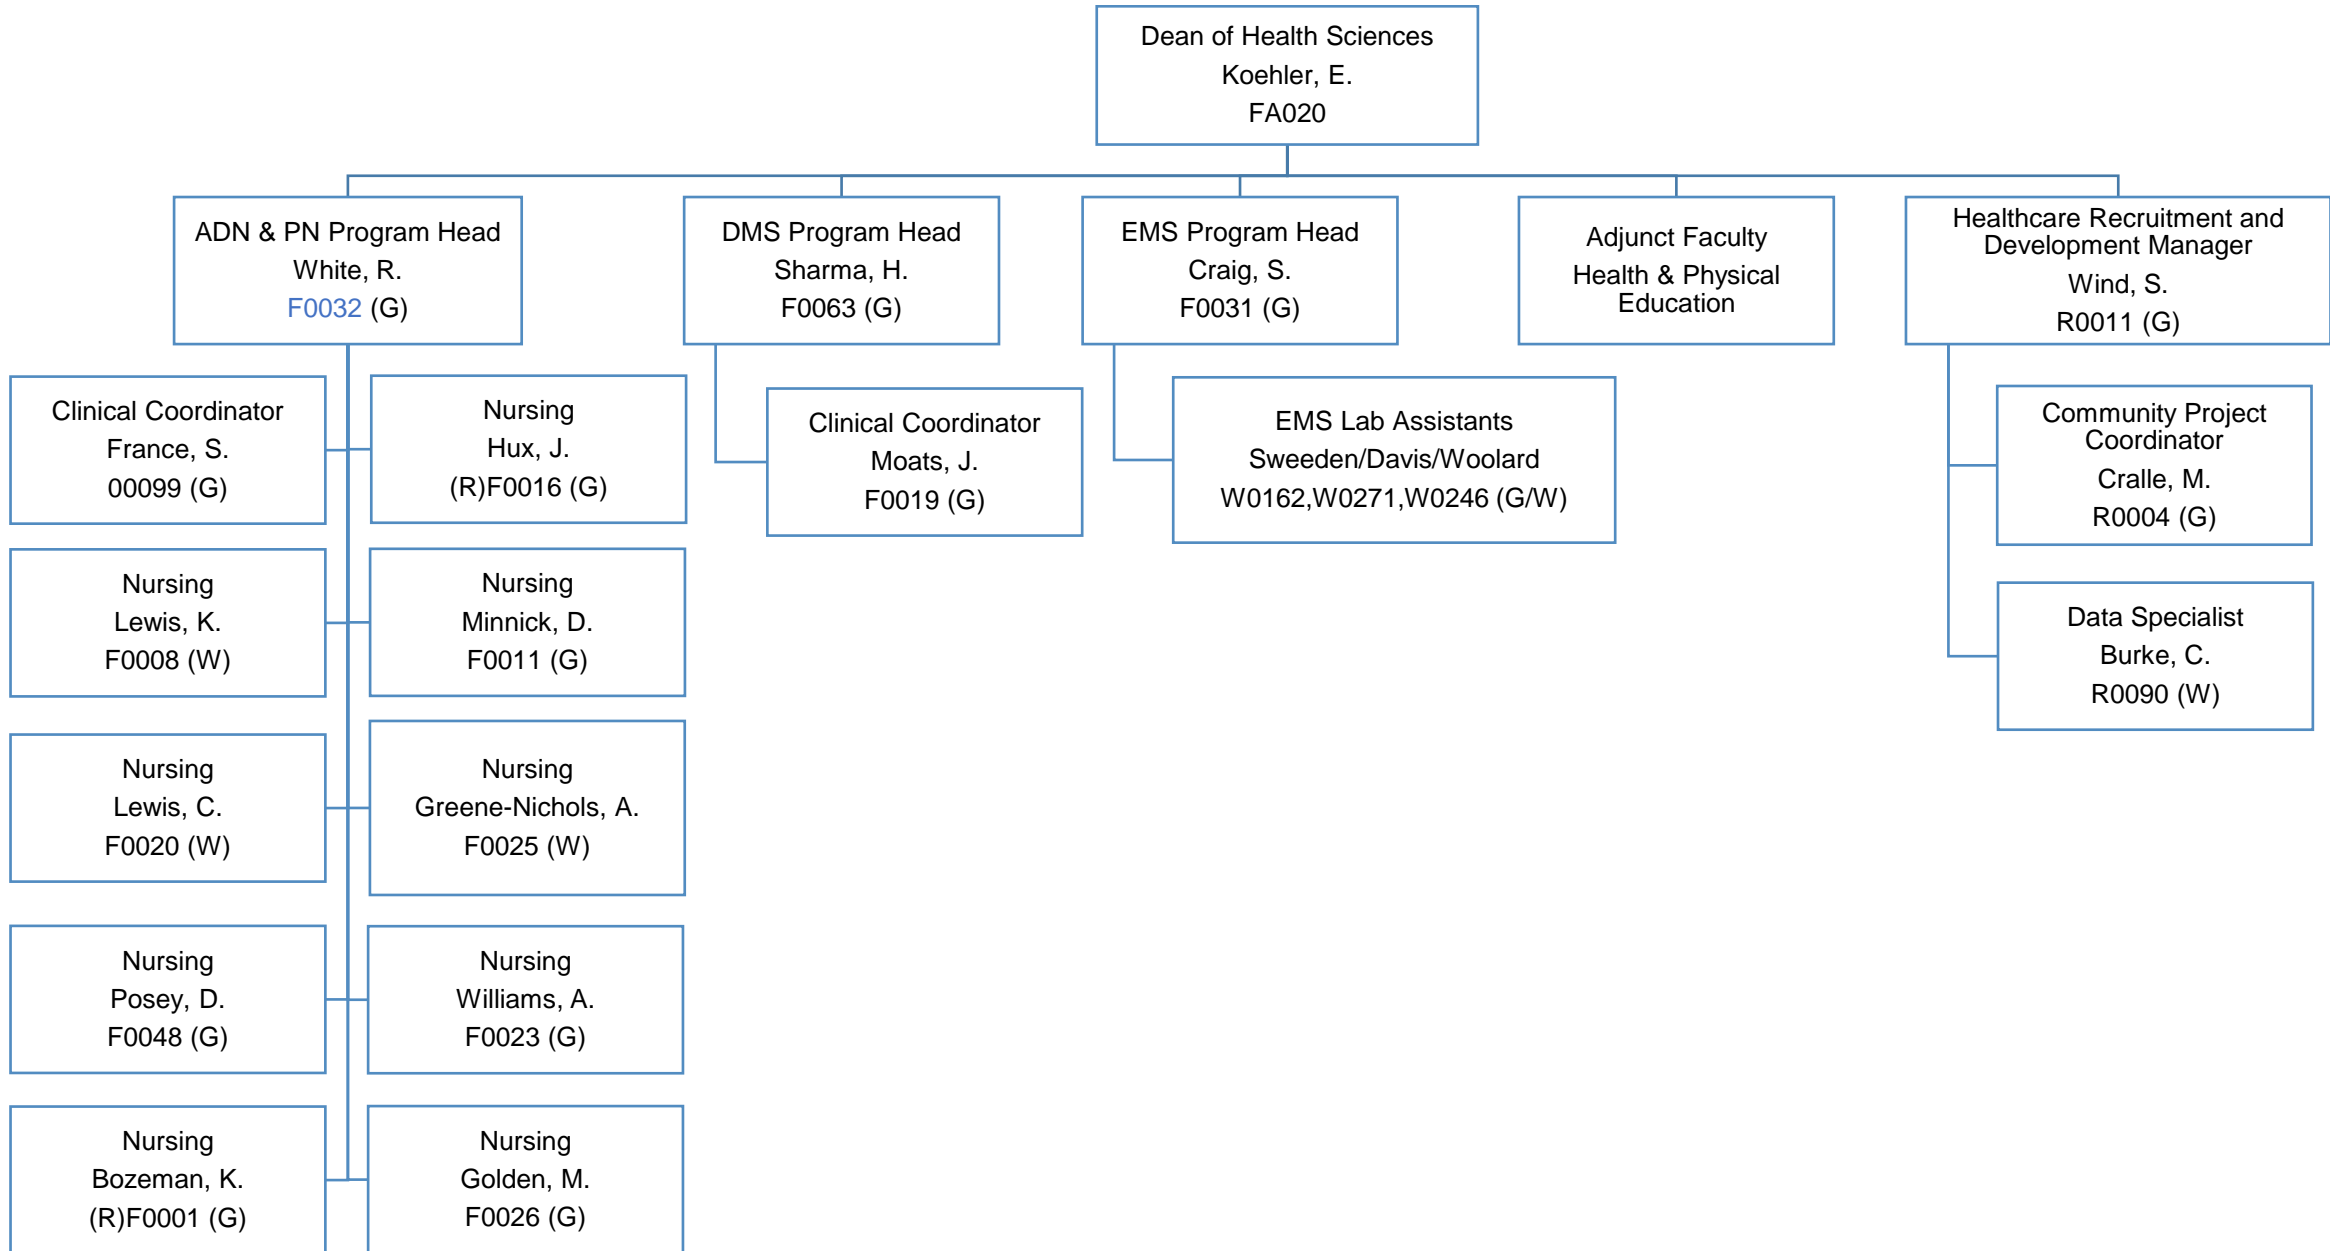 Dean of Health Sciences
Koehler, E.
FA020
ADN & PN Program Head
White, R.
F0032 (G)
DMS Program Head
Sharma, H.
F0063 (G)
EMS Program Head
Craig, S.
F0031 (G)
Adjunct Faculty
Health & Physical
Education
Healthcare Recruitment and
Development Manager
Wind, S.
R0011 (G)
Clinical Coordinator
France, S.
00099 (G)
Nursing
Hux, J.
(R)F0016 (G)
Clinical Coordinator
Moats, J.
F0019 (G)
EMS Lab Assistants
Sweeden/Davis/Woolard
W0162,W0271,W0246 (G/W)
Community Project
Coordinator
Cralle, M.
R0004 (G)
Nursing
Lewis, K.
F0008 (W)
Nursing
Minnick, D.
F0011 (G)
Data Specialist
Burke, C.
R0090 (W)
Nursing
Lewis, C.
F0020 (W)
Nursing
Greene-Nichols, A.
F0025 (W)
Nursing
Posey, D.
F0048 (G)
Nursing
Williams, A.
F0023 (G)
Nursing
Bozeman, K.
(R)F0001 (G)
Nursing
Golden, M.
F0026 (G)